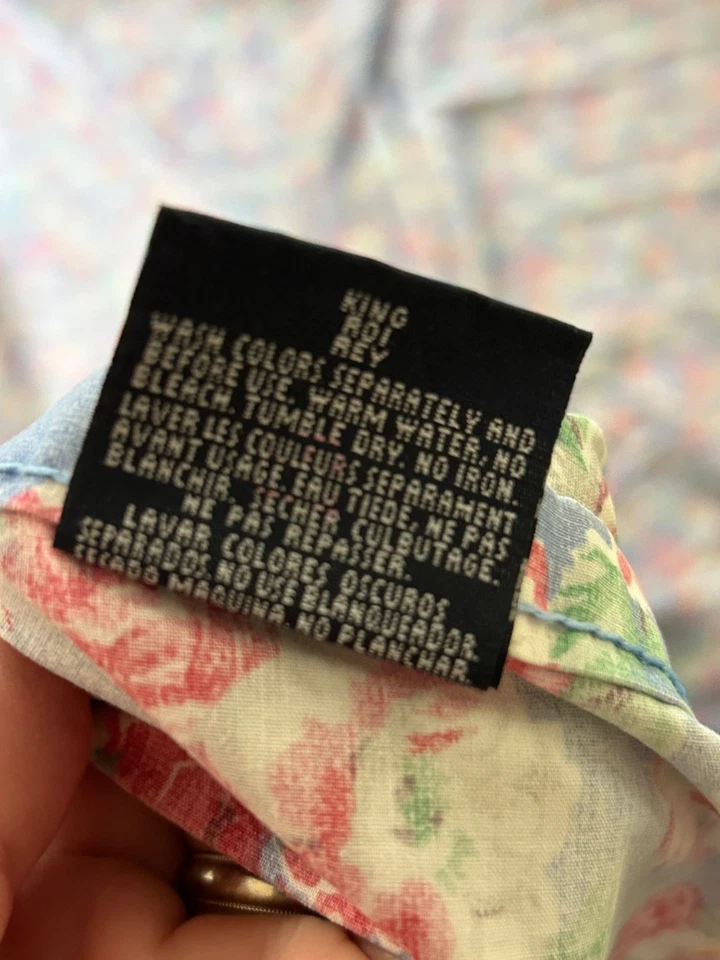 KING
ROI
REY
WASH COLORS SEPARATELY AND
BEFORE USE. WARM WATER, NO
BLEACH. TUMBLE DRY. NO IRON.
LAVER LES COULEURS SEPARAMENT
AVANT USAGE. EAU TIEDE, NE PAS
BLANCHIR. SECHER CULBUTAGE.
NE PAS REPASSER.
LAVAR COLORES OSCUROS
SEPARADOS. NO USE BLANQUEADOR.
SECARO MAQUINA. NO PLANCHAR.